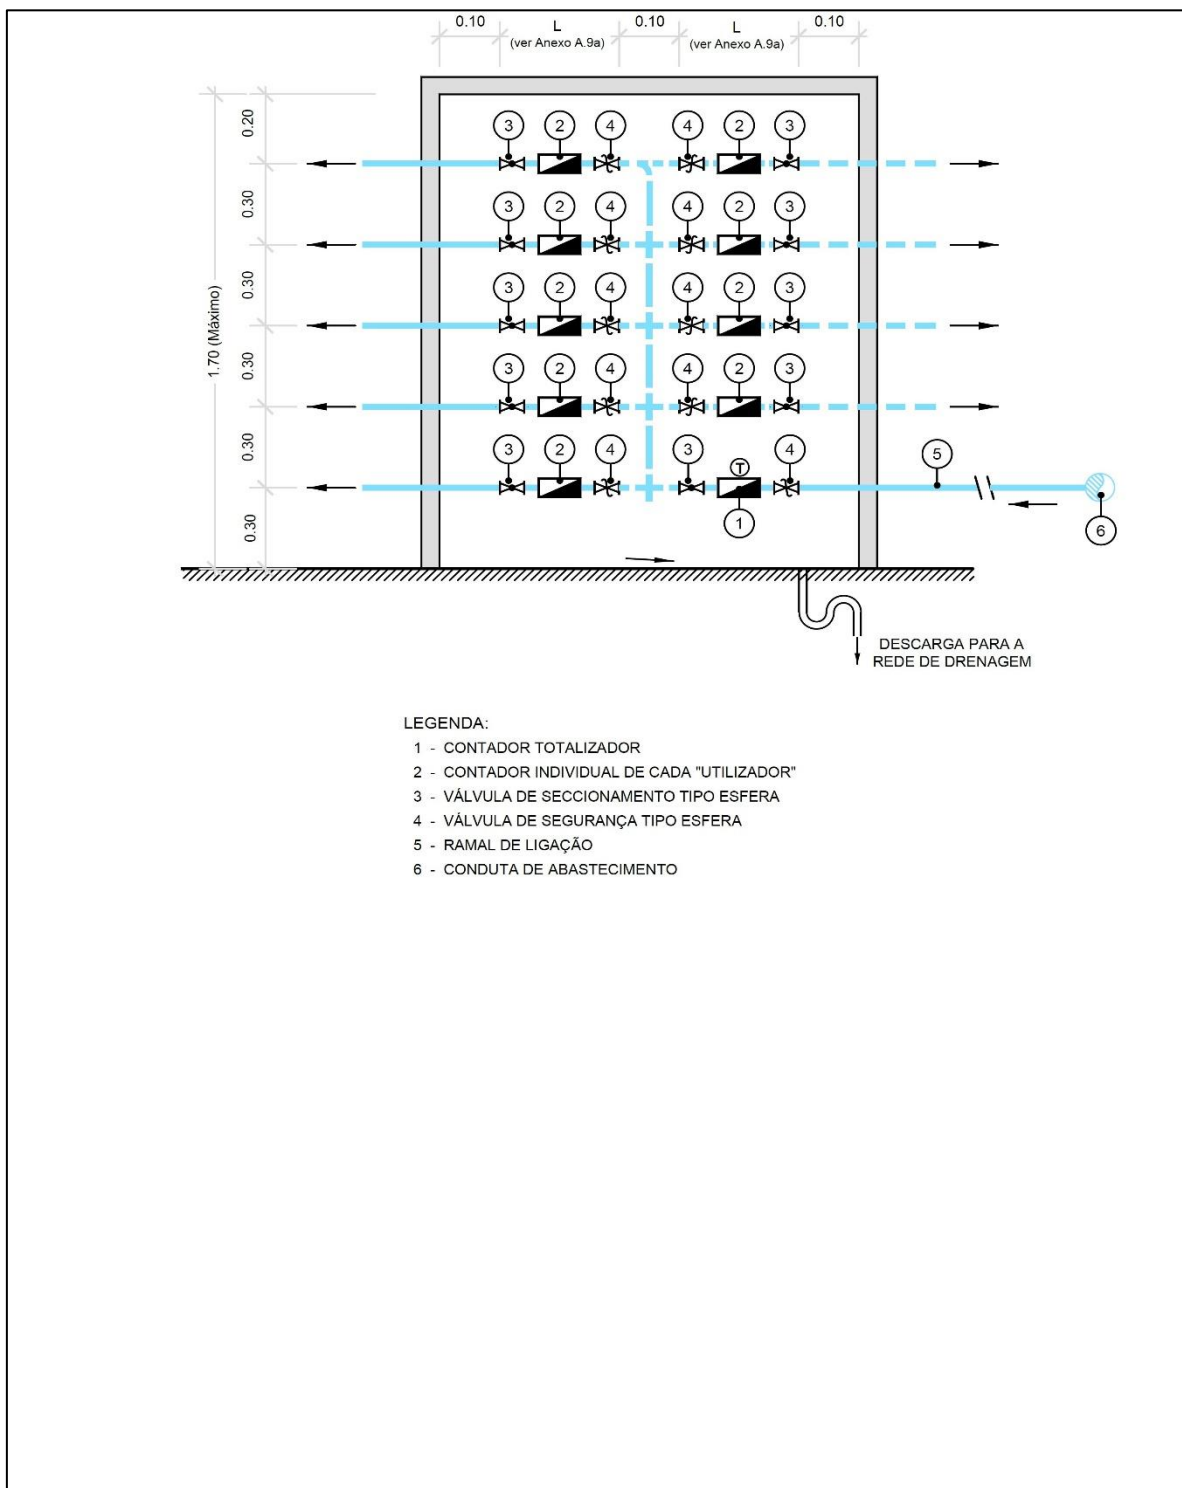 0.10 L 0.10 L 0.10
(ver Anexo A.9a) (ver Anexo A.9a)
0.20
3 2 4 4 2 3
0.30
3 2 4 4 2 3
0.30
3 2 4 4 2 3
1.70 (Máximo)
0.30
3 2 4 4 2 3
0.30
3 2 4 3 T 4 5
1 6
0.30
DESCARGA PARA A
REDE DE DRENAGEM
LEGENDA:
1 - CONTADOR TOTALIZADOR
2 - CONTADOR INDIVIDUAL DE CADA "UTILIZADOR"
3 - VÁLVULA DE SECCIONAMENTO TIPO ESFERA
4 - VÁLVULA DE SEGURANÇA TIPO ESFERA
5 - RAMAL DE LIGAÇÃO
6 - CONDUTA DE ABASTECIMENTO